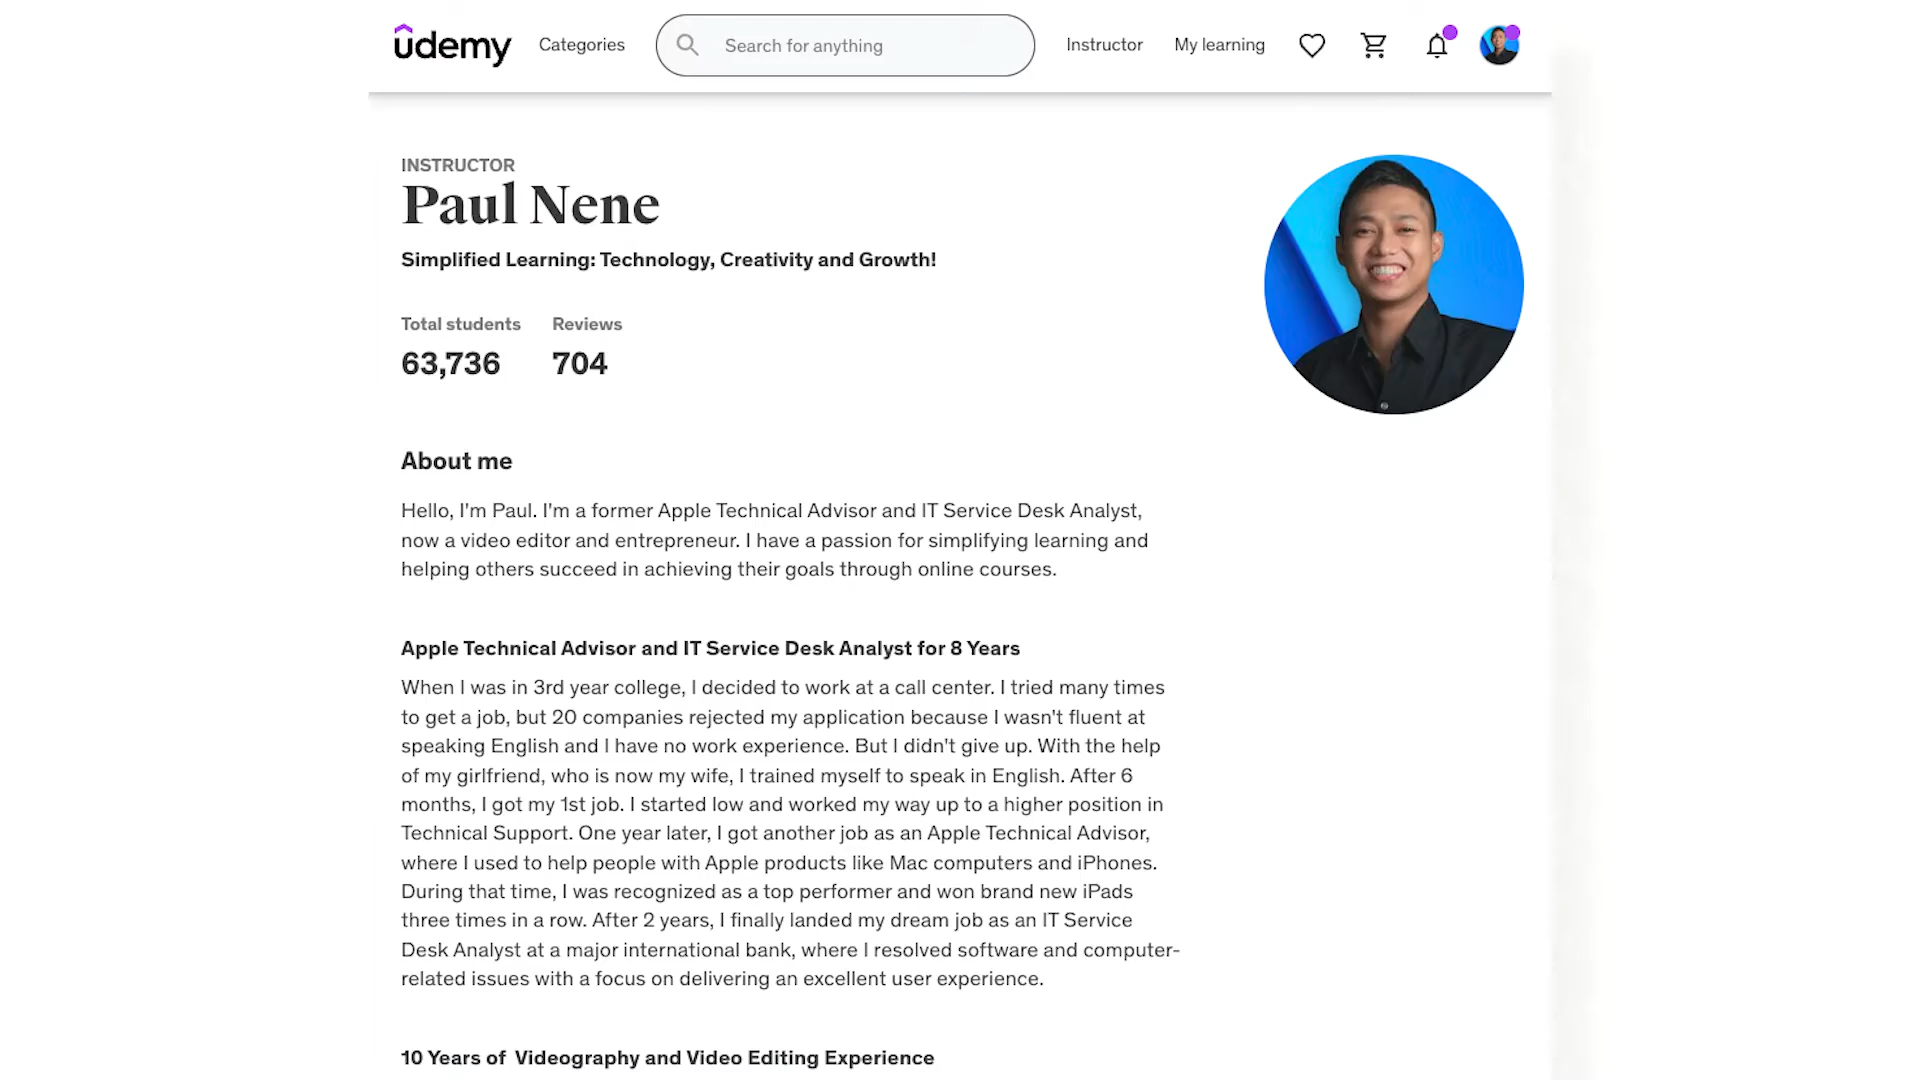 udemy
Categories
Search for anything
Instructor
My learning
INSTRUCTOR
Paul Nene
Simplified Learning: Technology, Creativity and Growth!
Total students
Reviews
63,736
704
About me
Hello, I'm Paul. I'm a former Apple Technical Advisor and IT Service Desk Analyst,
now a video editor and entrepreneur. I have a passion for simplifying learning and
helping others succeed in achieving their goals through online courses.
Apple Technical Advisor and IT Service Desk Analyst for 8 Years
When I was in 3rd year college, I decided to work at a call center. I tried many times
to get a job, but 20 companies rejected my application because I wasn't fluent at
speaking English and I have no work experience. But I didn't give up. With the help
of my girlfriend, who is now my wife, I trained myself to speak in English. After 6
months, I got my 1st job. I started low and worked my way up to a higher position in
Technical Support. One year later, I got another job as an Apple Technical Advisor,
where I used to help people with Apple products like Mac computers and iPhones.
During that time, I was recognized as a top performer and won brand new iPads
three times in a row. After 2 years, I finally landed my dream job as an IT Service
Desk Analyst at a major international bank, where I resolved software and computer-
related issues with a focus on delivering an excellent user experience.
10 Years of  Videography and Video Editing Experience